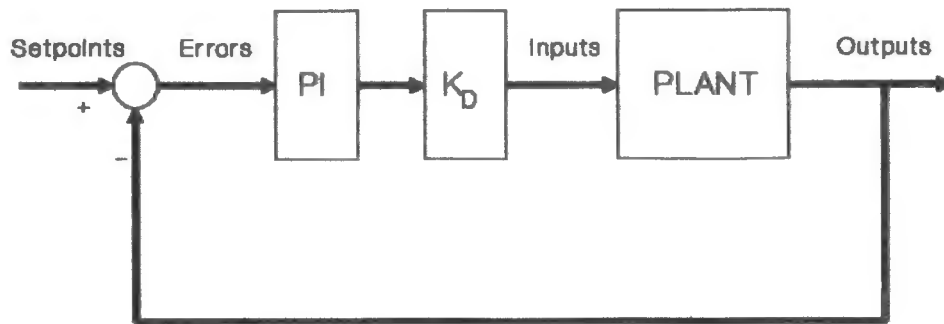 Setpoints
Errors
PI
K_D
Inputs
PLANT
Outputs
+
-